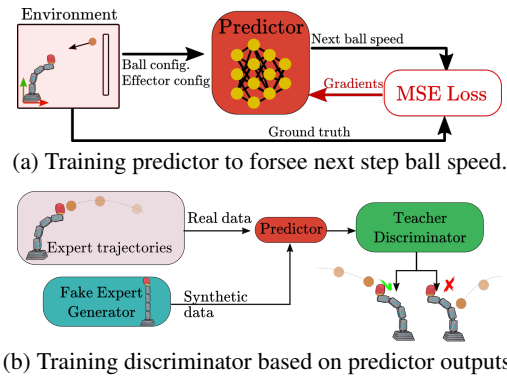 Environment
Predictor
Ball config.
Effector config
Next ball speed
Gradients
MSE Loss
Ground truth
(a) Training predictor to forsee next step ball speed.
Expert trajectories
Real data
Predictor
Teacher
Discriminator
Fake Expert
Generator
Synthetic
data
(b) Training discriminator based on predictor outputs